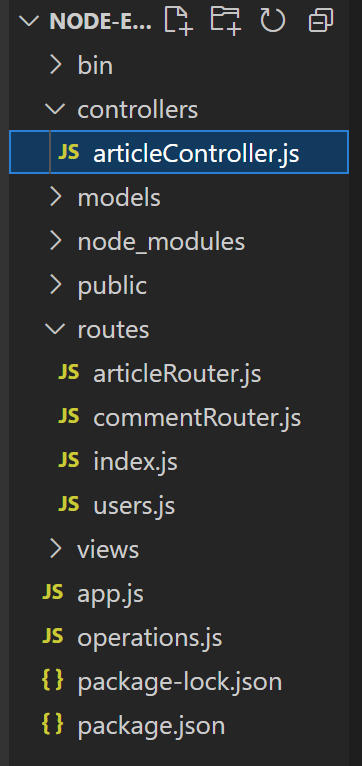 NODE-E...
bin
controllers
JS articleController.js
models
node_modules
public
routes
JS articleRouter.js
JS commentRouter.js
JS index.js
JS users.js
views
JS app.js
JS operations.js
{ } package-lock.json
{ } package.json